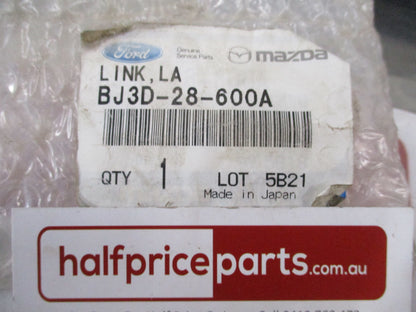 Ford Genuine Service Parts mazda
LINK, LA
BJ3D-28-600A
QTY 1 LOT 5B21
Made in Japan
halfpriceparts.com.au